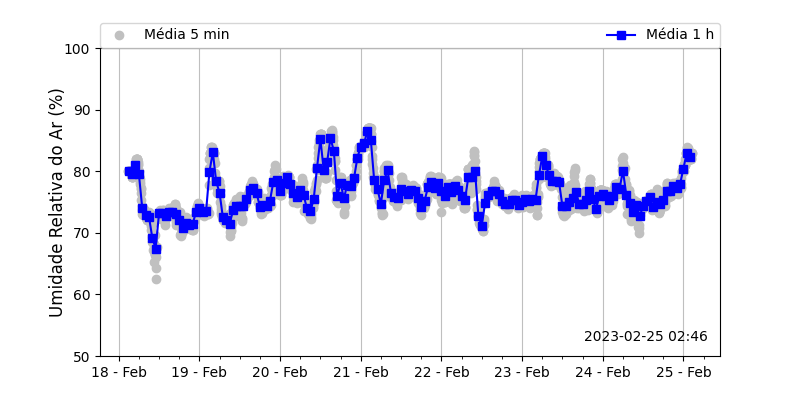 Média 5 min
Média 1 h
Umidade Relativa do Ar (%)
100
90
80
70
60
50
2023-02-25 02:46
18 - Feb
19 - Feb
20 - Feb
21 - Feb
22 - Feb
23 - Feb
24 - Feb
25 - Feb